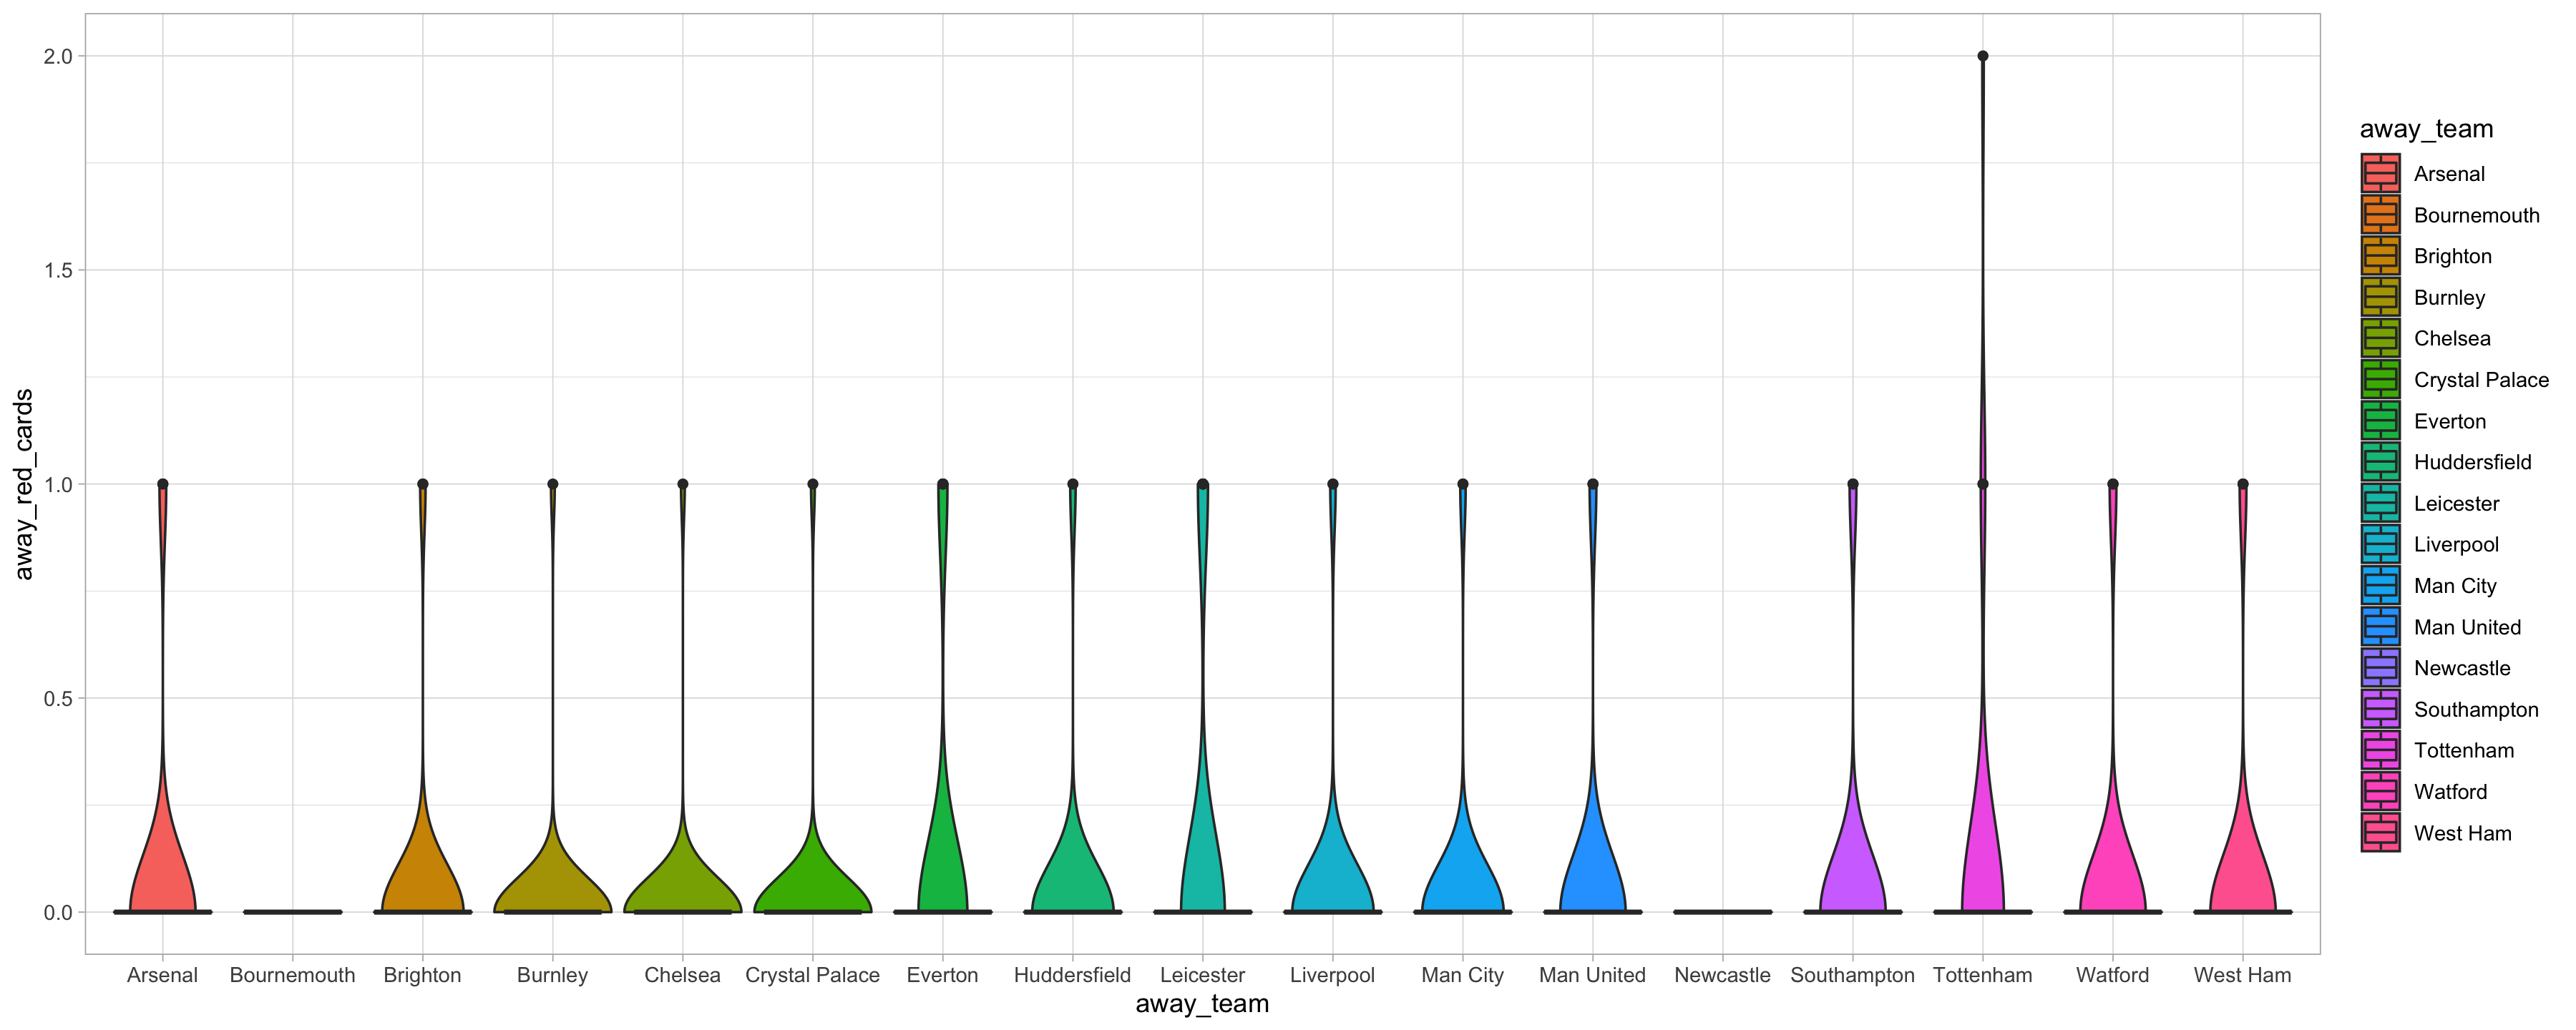 2.0
1.5
1.0
0.5
0.0
away_red_cards
Arsenal Bournemouth Brighton Burnley Chelsea Crystal Palace Everton Huddersfield Leicester Liverpool Man City Man United Newcastle Southampton Tottenham Watford West Ham
away_team
away_team
Arsenal
Bournemouth
Brighton
Burnley
Chelsea
Crystal Palace
Everton
Huddersfield
Leicester
Liverpool
Man City
Man United
Newcastle
Southampton
Tottenham
Watford
West Ham